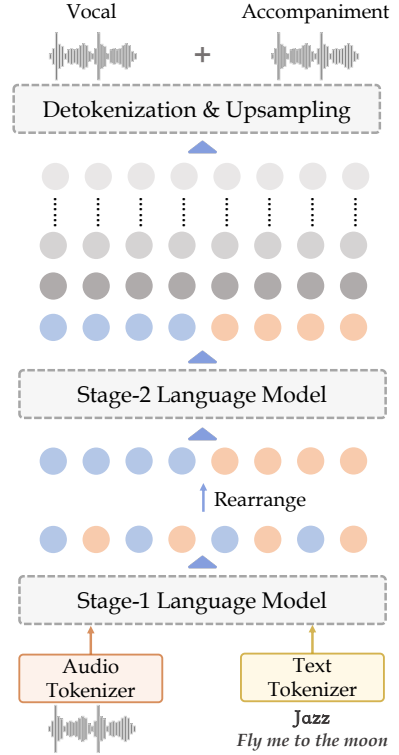 Vocal
Accompaniment
+
Detokenization & Upsampling
Stage-2 Language Model
Rearrange
Stage-1 Language Model
Audio
Tokenizer
Text
Tokenizer
Jazz
Fly me to the moon